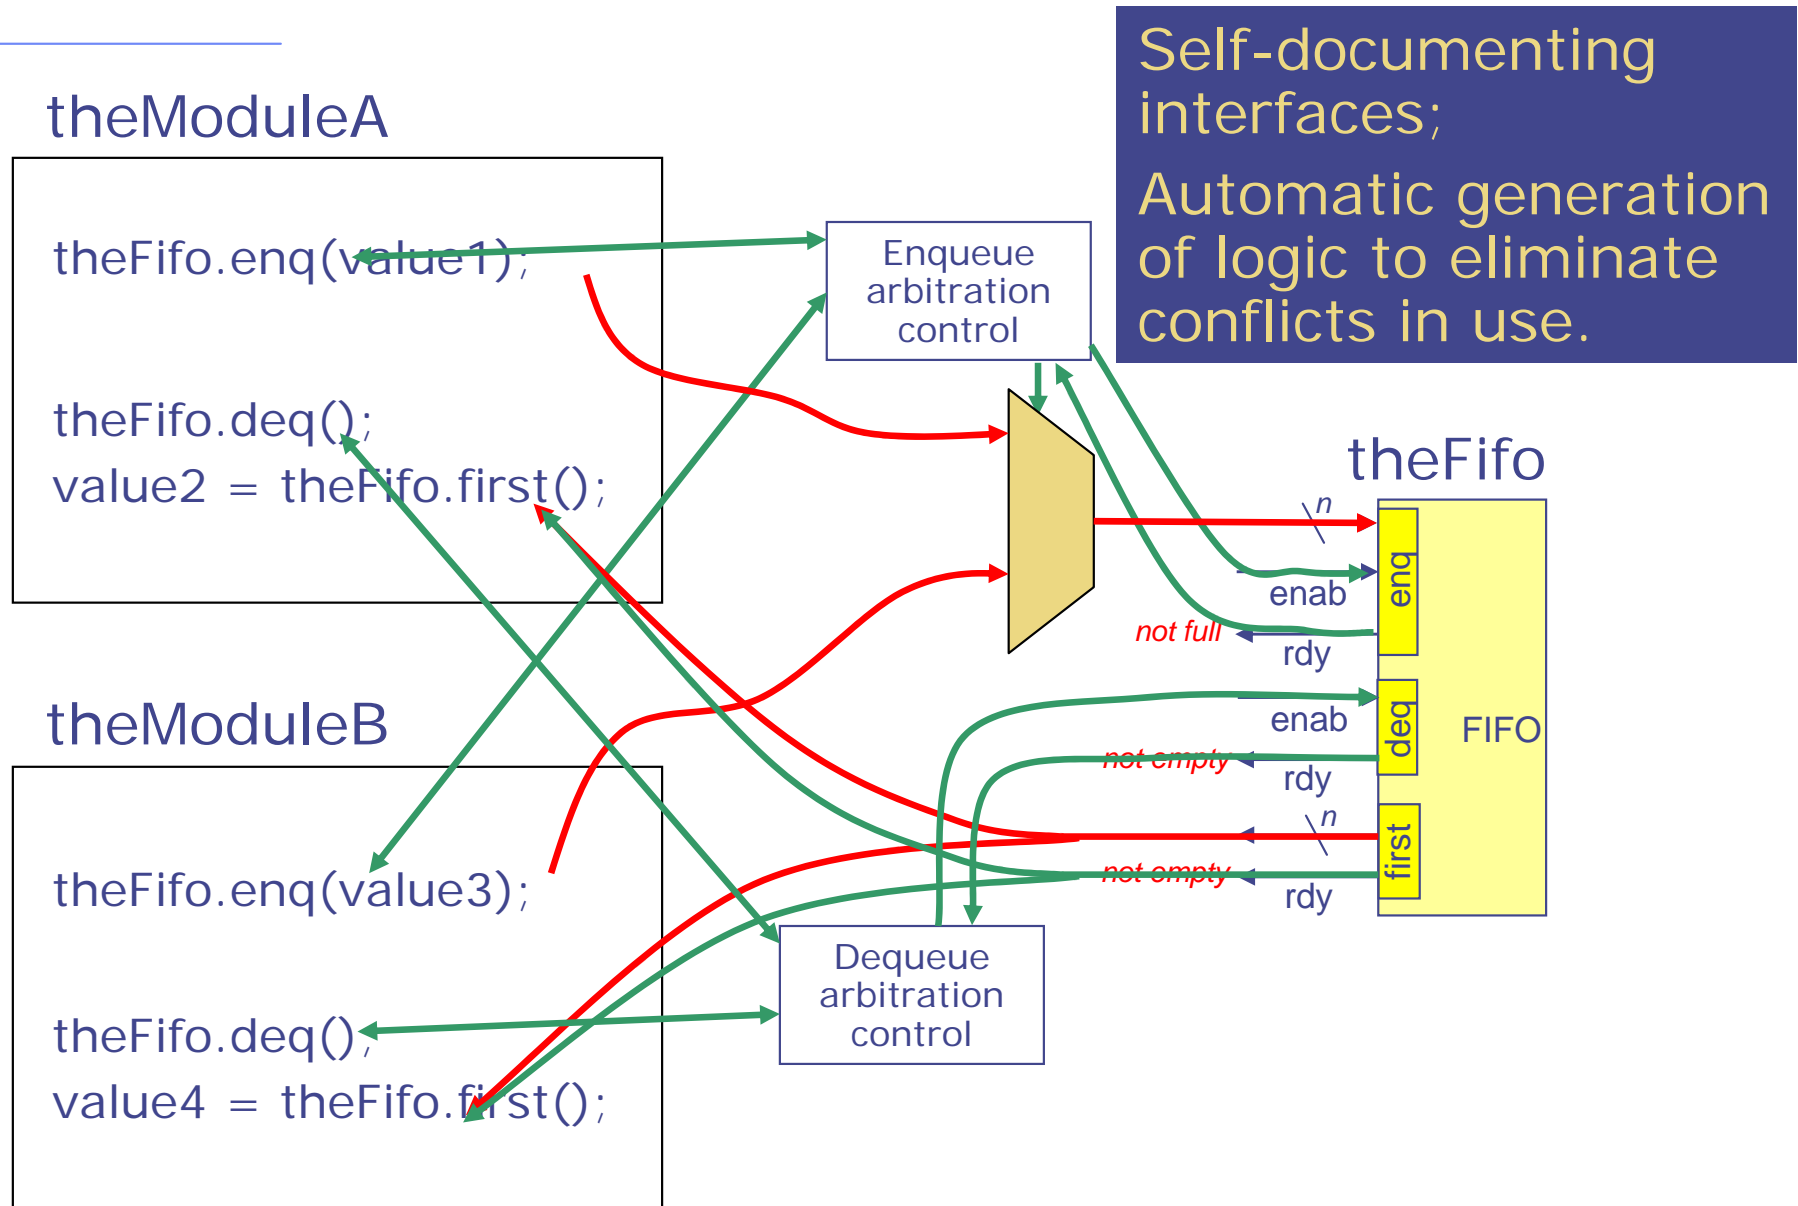 Self-documenting
interfaces;
Automatic generation
of logic to eliminate
conflicts in use.
theModuleA
theFifo.enq(value1);
theFifo.deq();
value2 = theFifo.first();
Enqueue
arbitration
control
theFifo
n
enab
enq
not full
rdy
enab
deq
FIFO
not empty
rdy
n
first
not empty
rdy
theModuleB
theFifo.enq(value3);
theFifo.deq();
value4 = theFifo.first();
Dequeue
arbitration
control